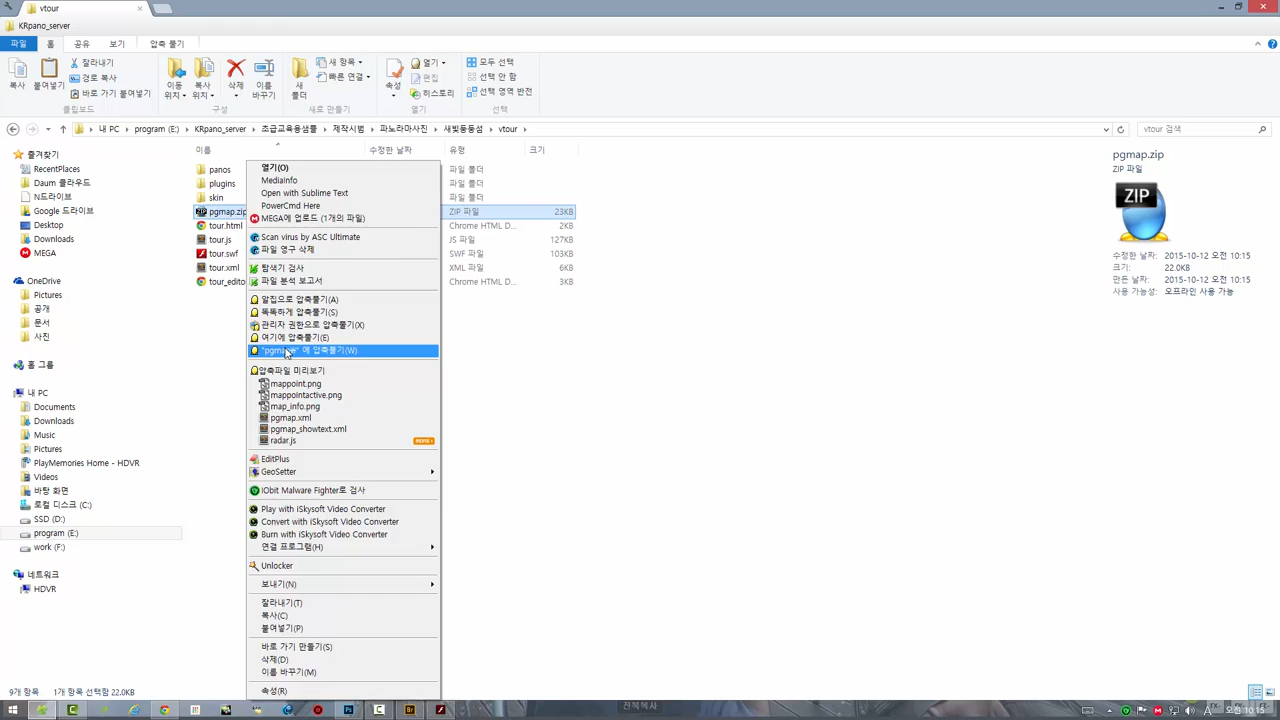 vtour
KRpano_server
파일 홈 공유 보기 압축 풀기
복사
붙여넣기
잘라내기
경로 복사
바로 가기 붙여넣기
클립보드
이동 위치
복사 위치
삭제
이름 바꾸기
구성
새 폴더
새 항목
빠른 연결
새로 만들기
속성
열기
편집
히스토리
열기
모두 선택
선택 안 함
선택 영역 반전
선택
내 PC program (E:) KRpano_server 초급교육용샘플 제작시험 파노라마사진 새빛둥둥섬 vtour
vtour 검색
즐겨찾기
RecentPlaces
Daum 클라우드
N드라이브
Google 드라이브
Desktop
Downloads
MEGA
OneDrive
Pictures
공개
문서
사진
홈 그룹
내 PC
Documents
Downloads
Music
Pictures
PlayMemories Home - HDVR
Videos
바탕 화면
로컬 디스크 (C:)
SSD (D:)
program (E:)
work (F:)
네트워크
HDVR
이름 수정한 날짜 유형 크기
panos 파일 폴더
plugins 파일 폴더
skin 파일 폴더
pgmap.zip ZIP 파일 23KB
tour.html Chrome HTML D... 2KB
tour.js JS 파일 127KB
tour.swf SWF 파일 103KB
tour.xml XML 파일 6KB
tour_edito Chrome HTML D... 3KB
열기(O)
MediaInfo
Open with Sublime Text
PowerCmd Here
MEGA에 업로드 (1개의 파일)
Scan virus by ASC Ultimate
파일 영구 삭제
탐색기 검사
파일 분석 보고서
알집으로 압축풀기(A)
똑똑하게 압축풀기(S)
관리자 권한으로 압축풀기(X)
여기에 압축풀기(E)
에 압축풀기(W)
압축파일 미리보기
mappoint.png
mappointactive.png
map_info.png
pgmap.xml
pgmap_showtext.xml
radar.js
EditPlus
GeoSetter
IObit Malware Fighter로 검사
Play with iSkysoft Video Converter
Convert with iSkysoft Video Converter
Burn with iSkysoft Video Converter
연결 프로그램(H)
Unlocker
보내기(N)
잘라내기(T)
복사(C)
붙여넣기(P)
바로 가기 만들기(S)
삭제(D)
이름 바꾸기(M)
속성(R)
pgmap.zip
ZIP 파일
ZIP
수정한 날짜: 2015-10-12 오전 10:15
크기: 22.0KB
만든 날짜: 2015-10-12 오전 10:15
사용 가능성: 오프라인 사용 가능
9개 항목 1개 항목 선택함 22.0KB
오전 10:15